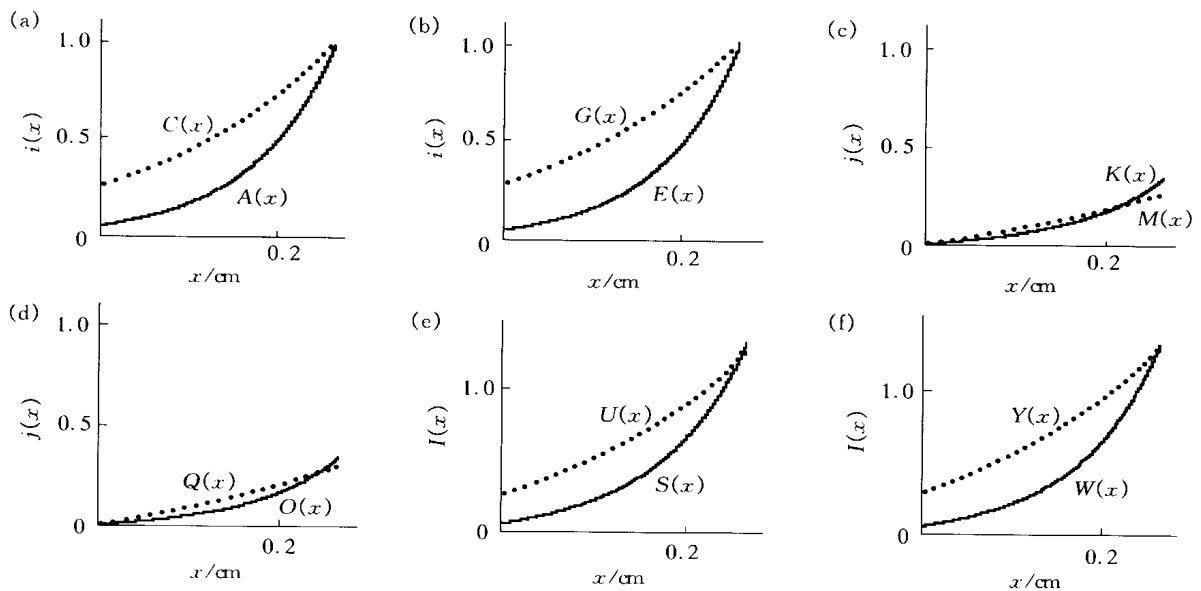 (a)
1.0
0.5
0
i(x)
C(x)
A(x)
0.2
x/cm
(b)
1.0
0.5
0
i(x)
G(x)
E(x)
0.2
x/cm
(c)
1.0
0.5
0
j(x)
K(x)
M(x)
0.2
x/cm
(d)
1.0
0.5
0
j(x)
Q(x)
O(x)
0.2
x/cm
(e)
1.0
0
I(x)
U(x)
S(x)
0.2
x/cm
(f)
1.0
0
I(x)
Y(x)
W(x)
0.2
x/cm